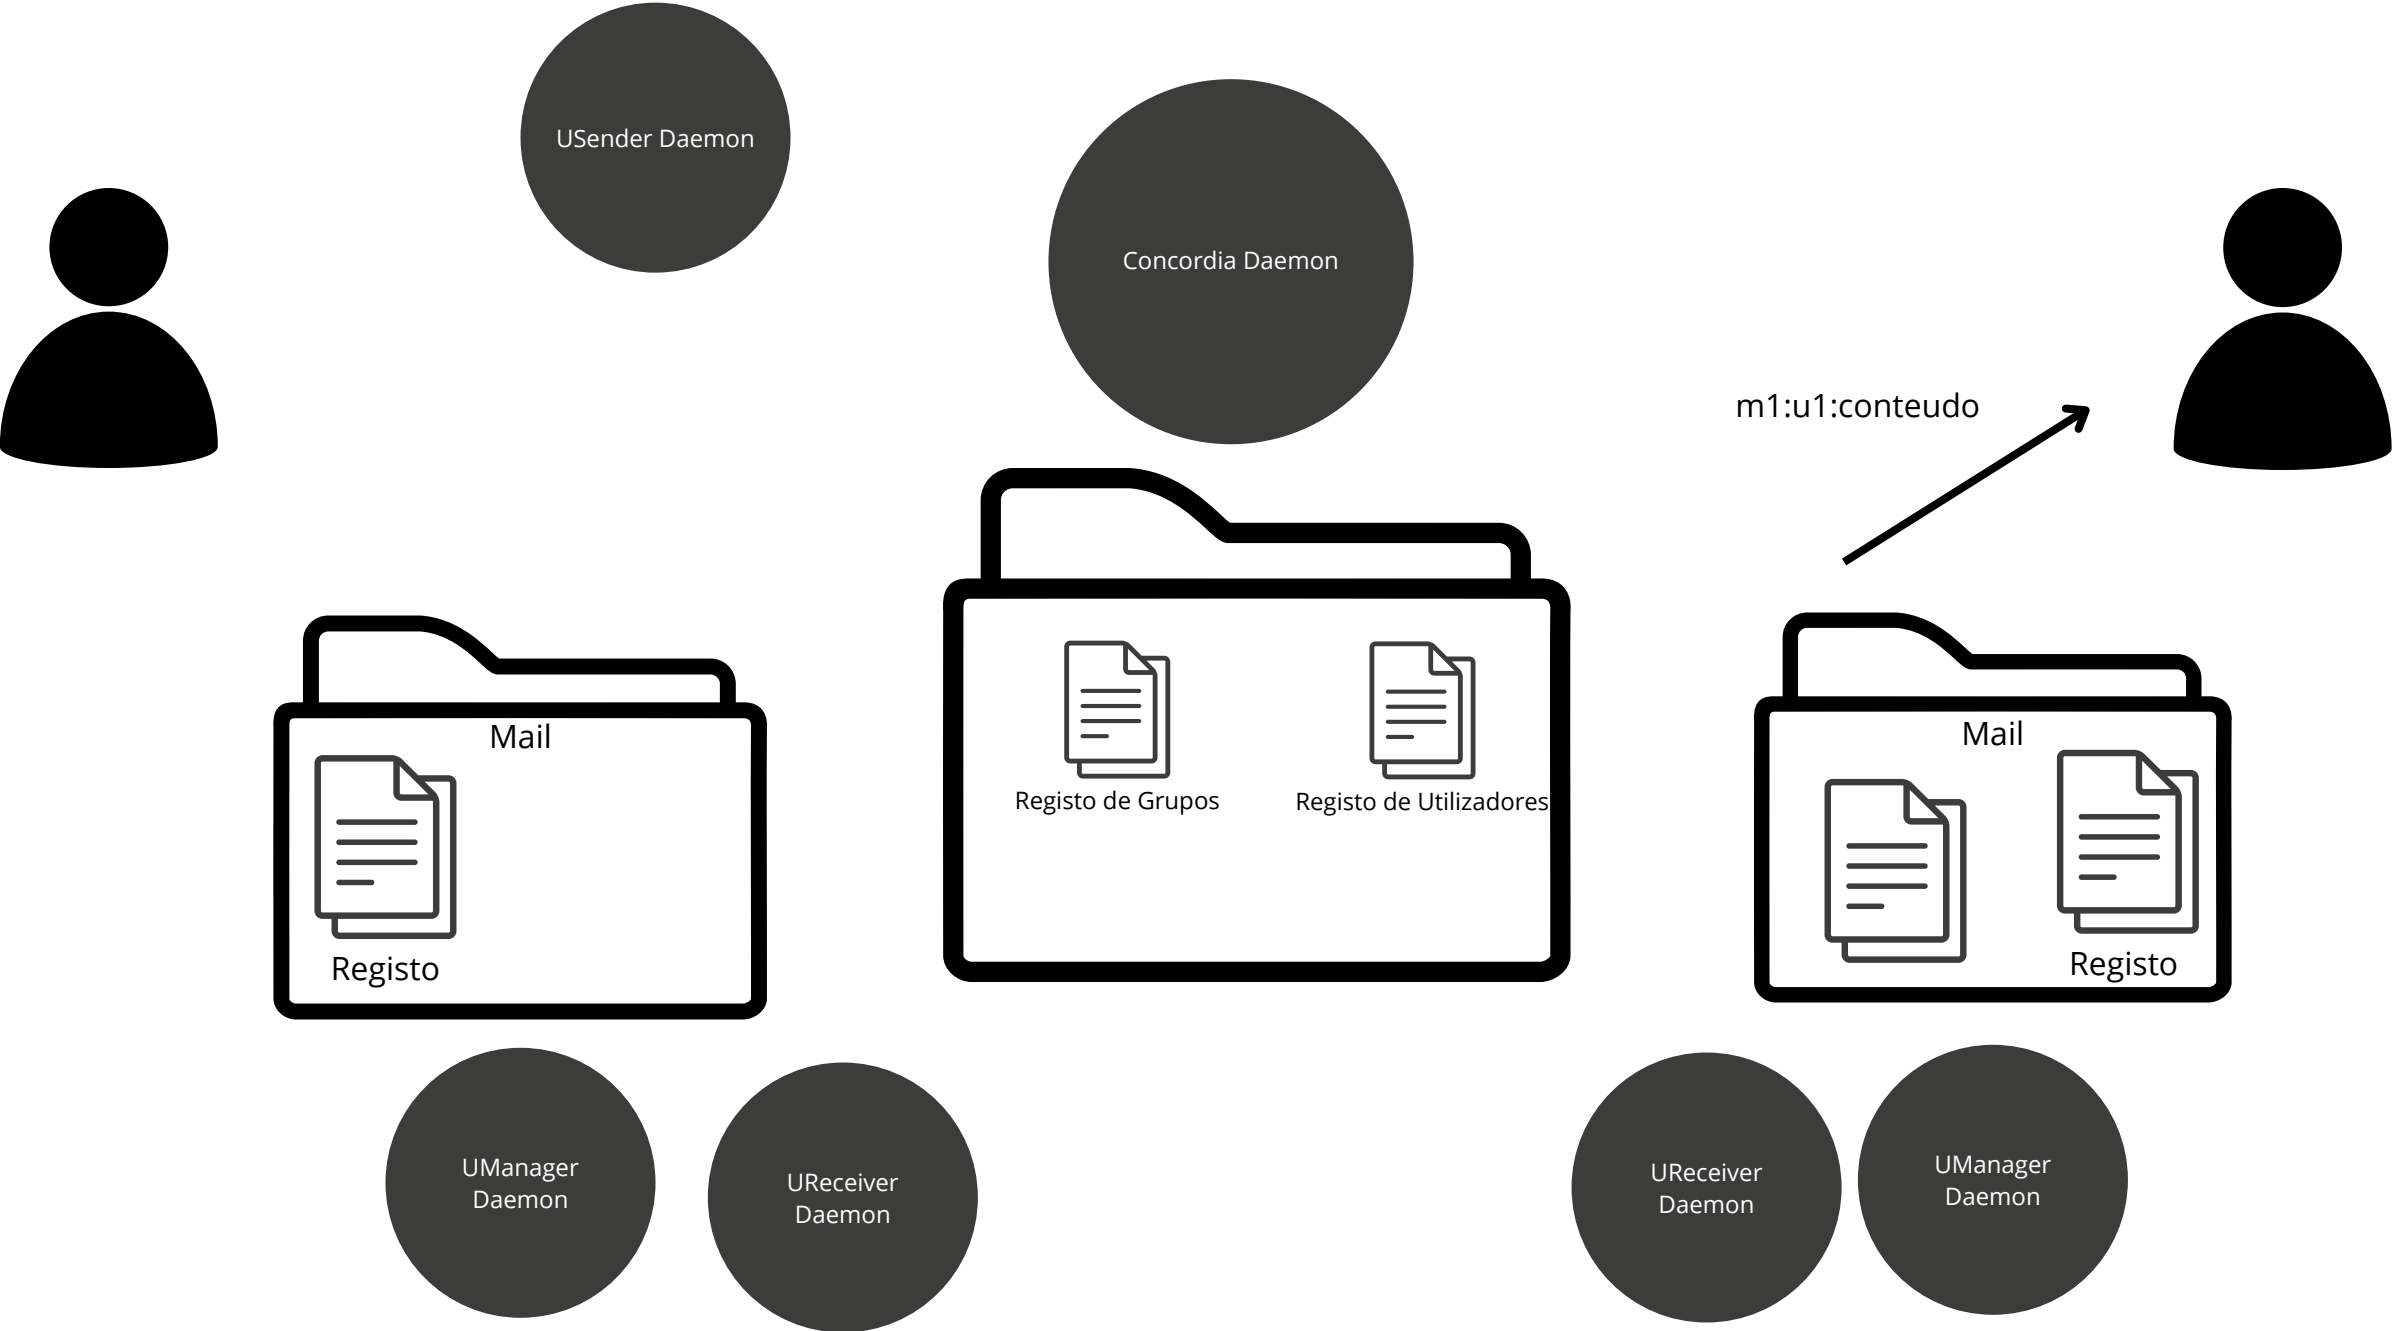 USender Daemon
Concordia Daemon
m1:u1:conteudo
Mail
Registo
Registo de Grupos
Registo de Utilizadores
Mail
Registo
UManager
Daemon
UReceiver
Daemon
UReceiver
Daemon
UManager
Daemon